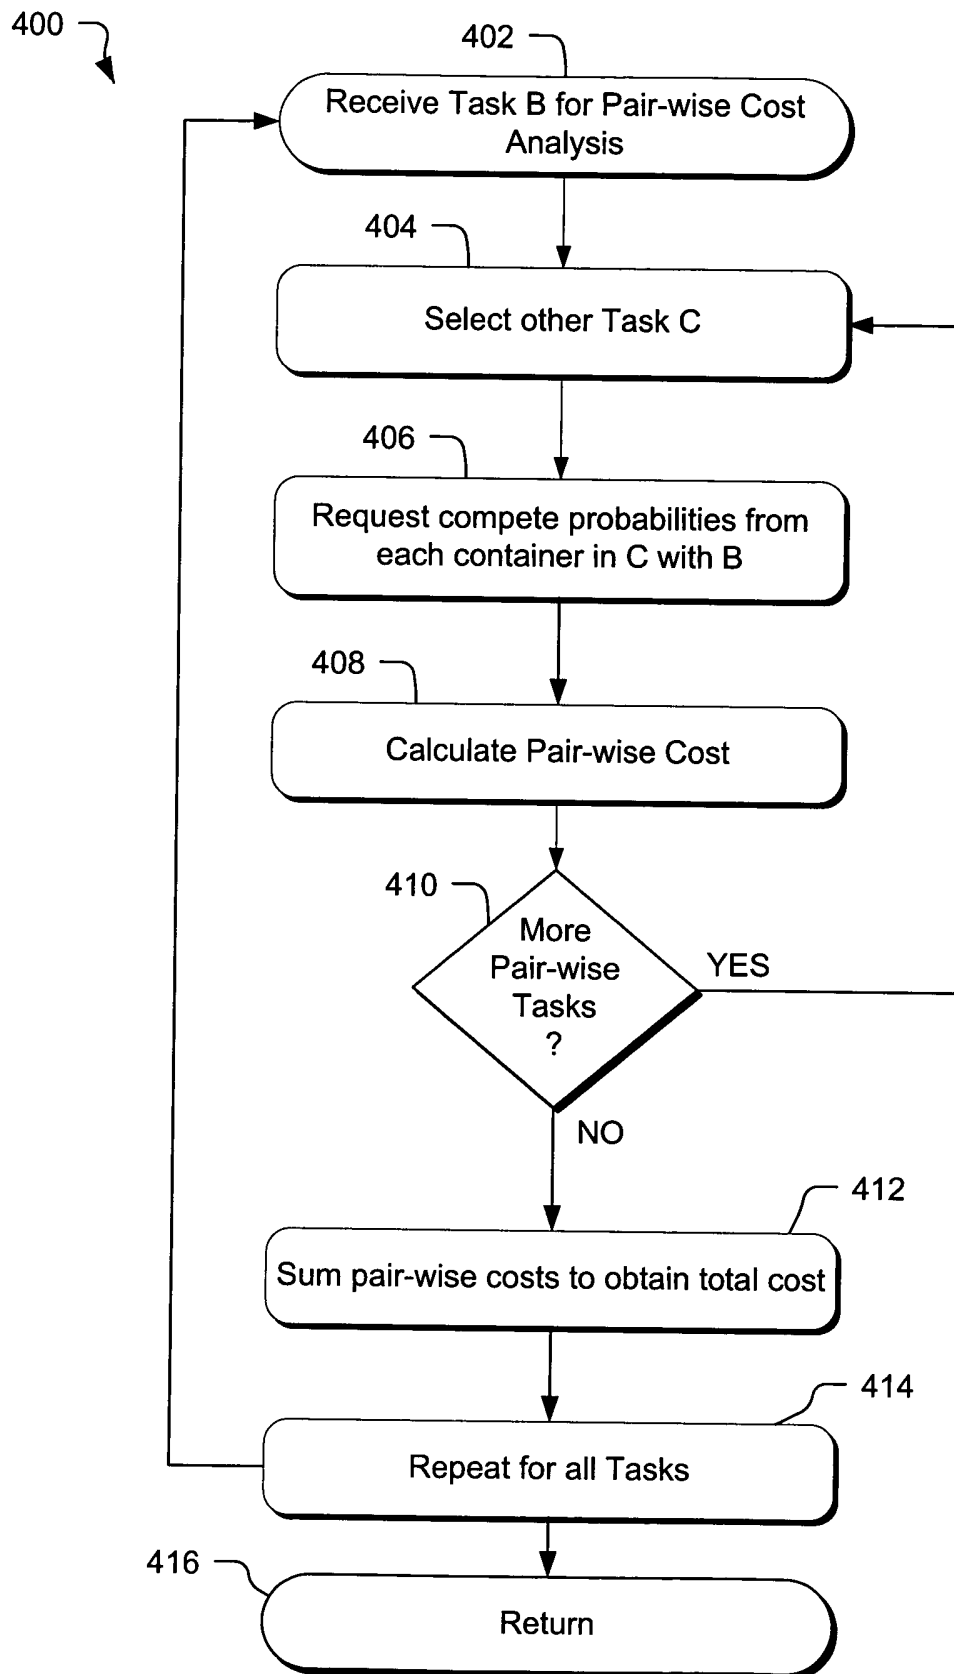 400
402
Receive Task B for Pair-wise Cost
Analysis
404
Select other Task C
406
Request compete probabilities from
each container in C with B
408
Calculate Pair-wise Cost
410
More
Pair-wise
Tasks
?
YES
NO
412
Sum pair-wise costs to obtain total cost
414
Repeat for all Tasks
416
Return